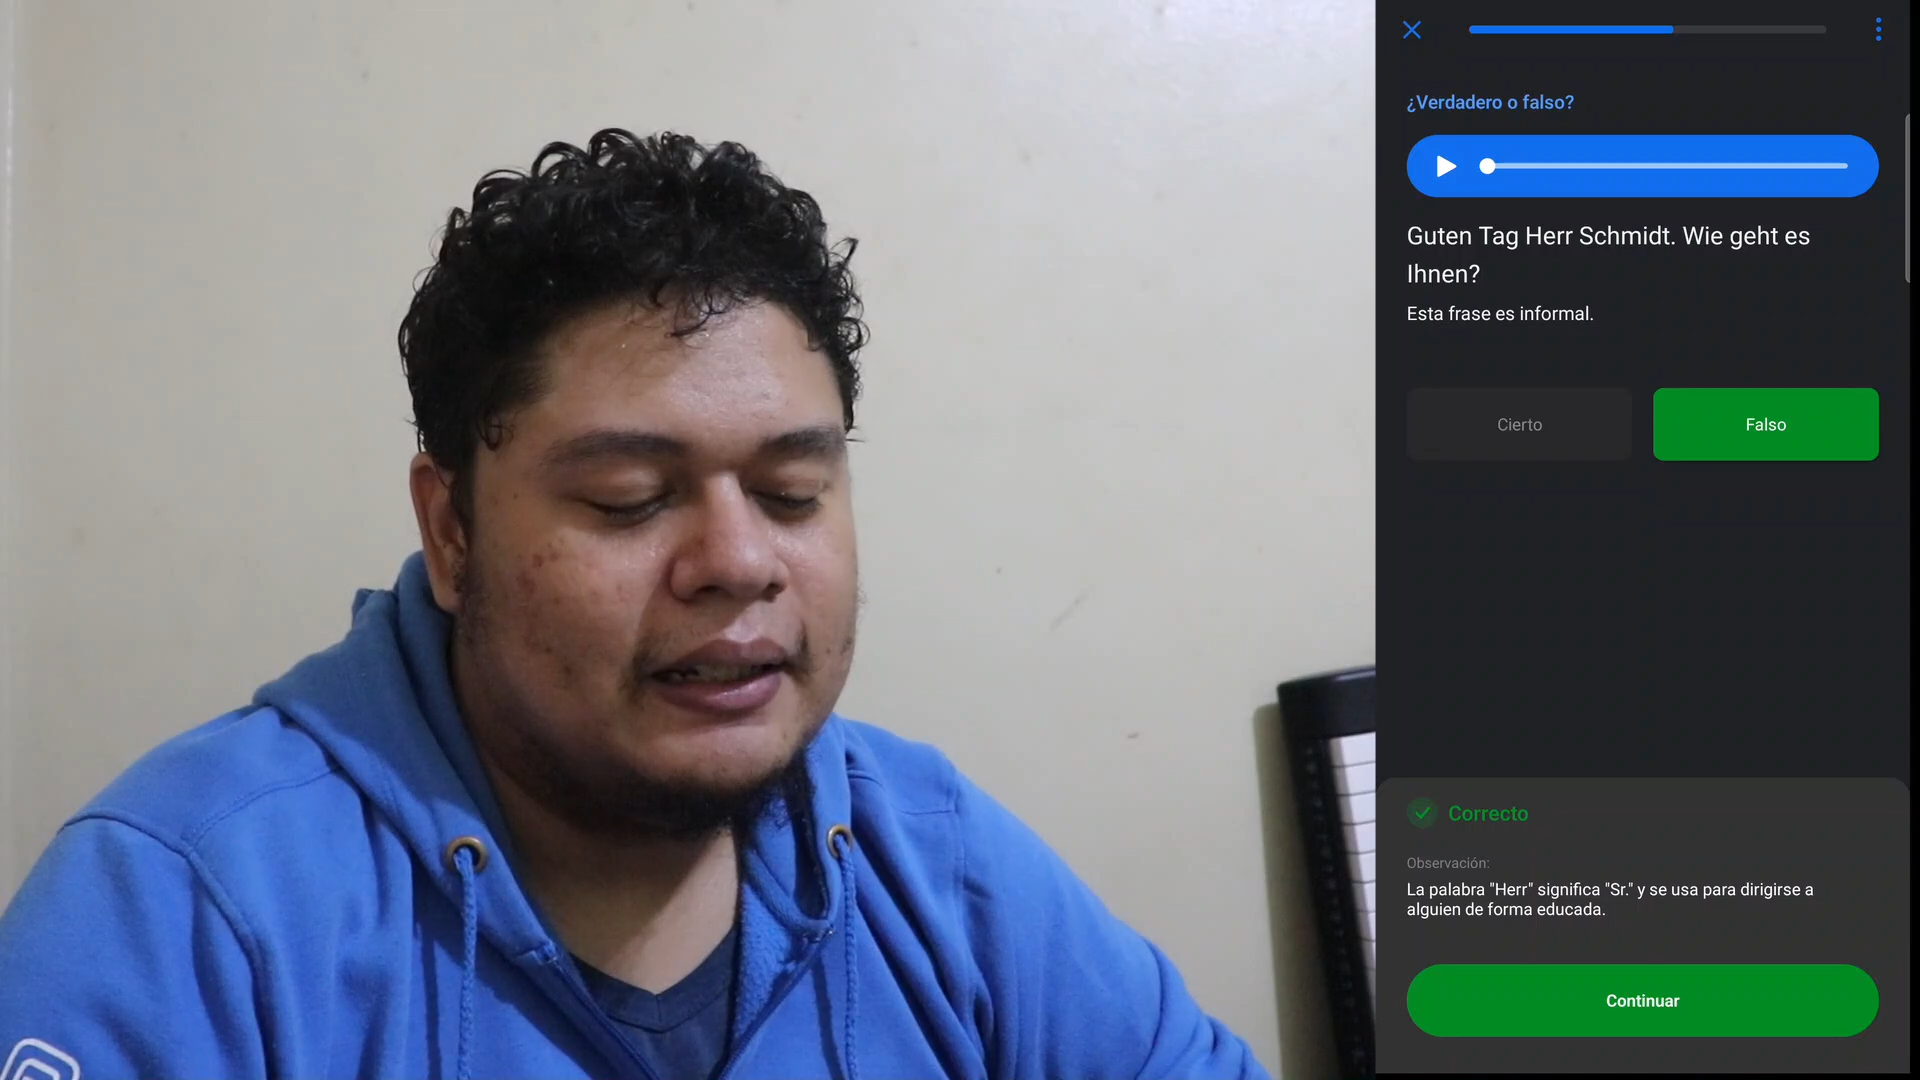 ¿Verdadero o falso?
Guten Tag Herr Schmidt. Wie geht es
Ihnen?
Esta frase es informal.
Cierto
Falso
Correcto
Observación:
La palabra "Herr" significa "Sr." y se usa para dirigirse a
alguien de forma educada.
Continuar